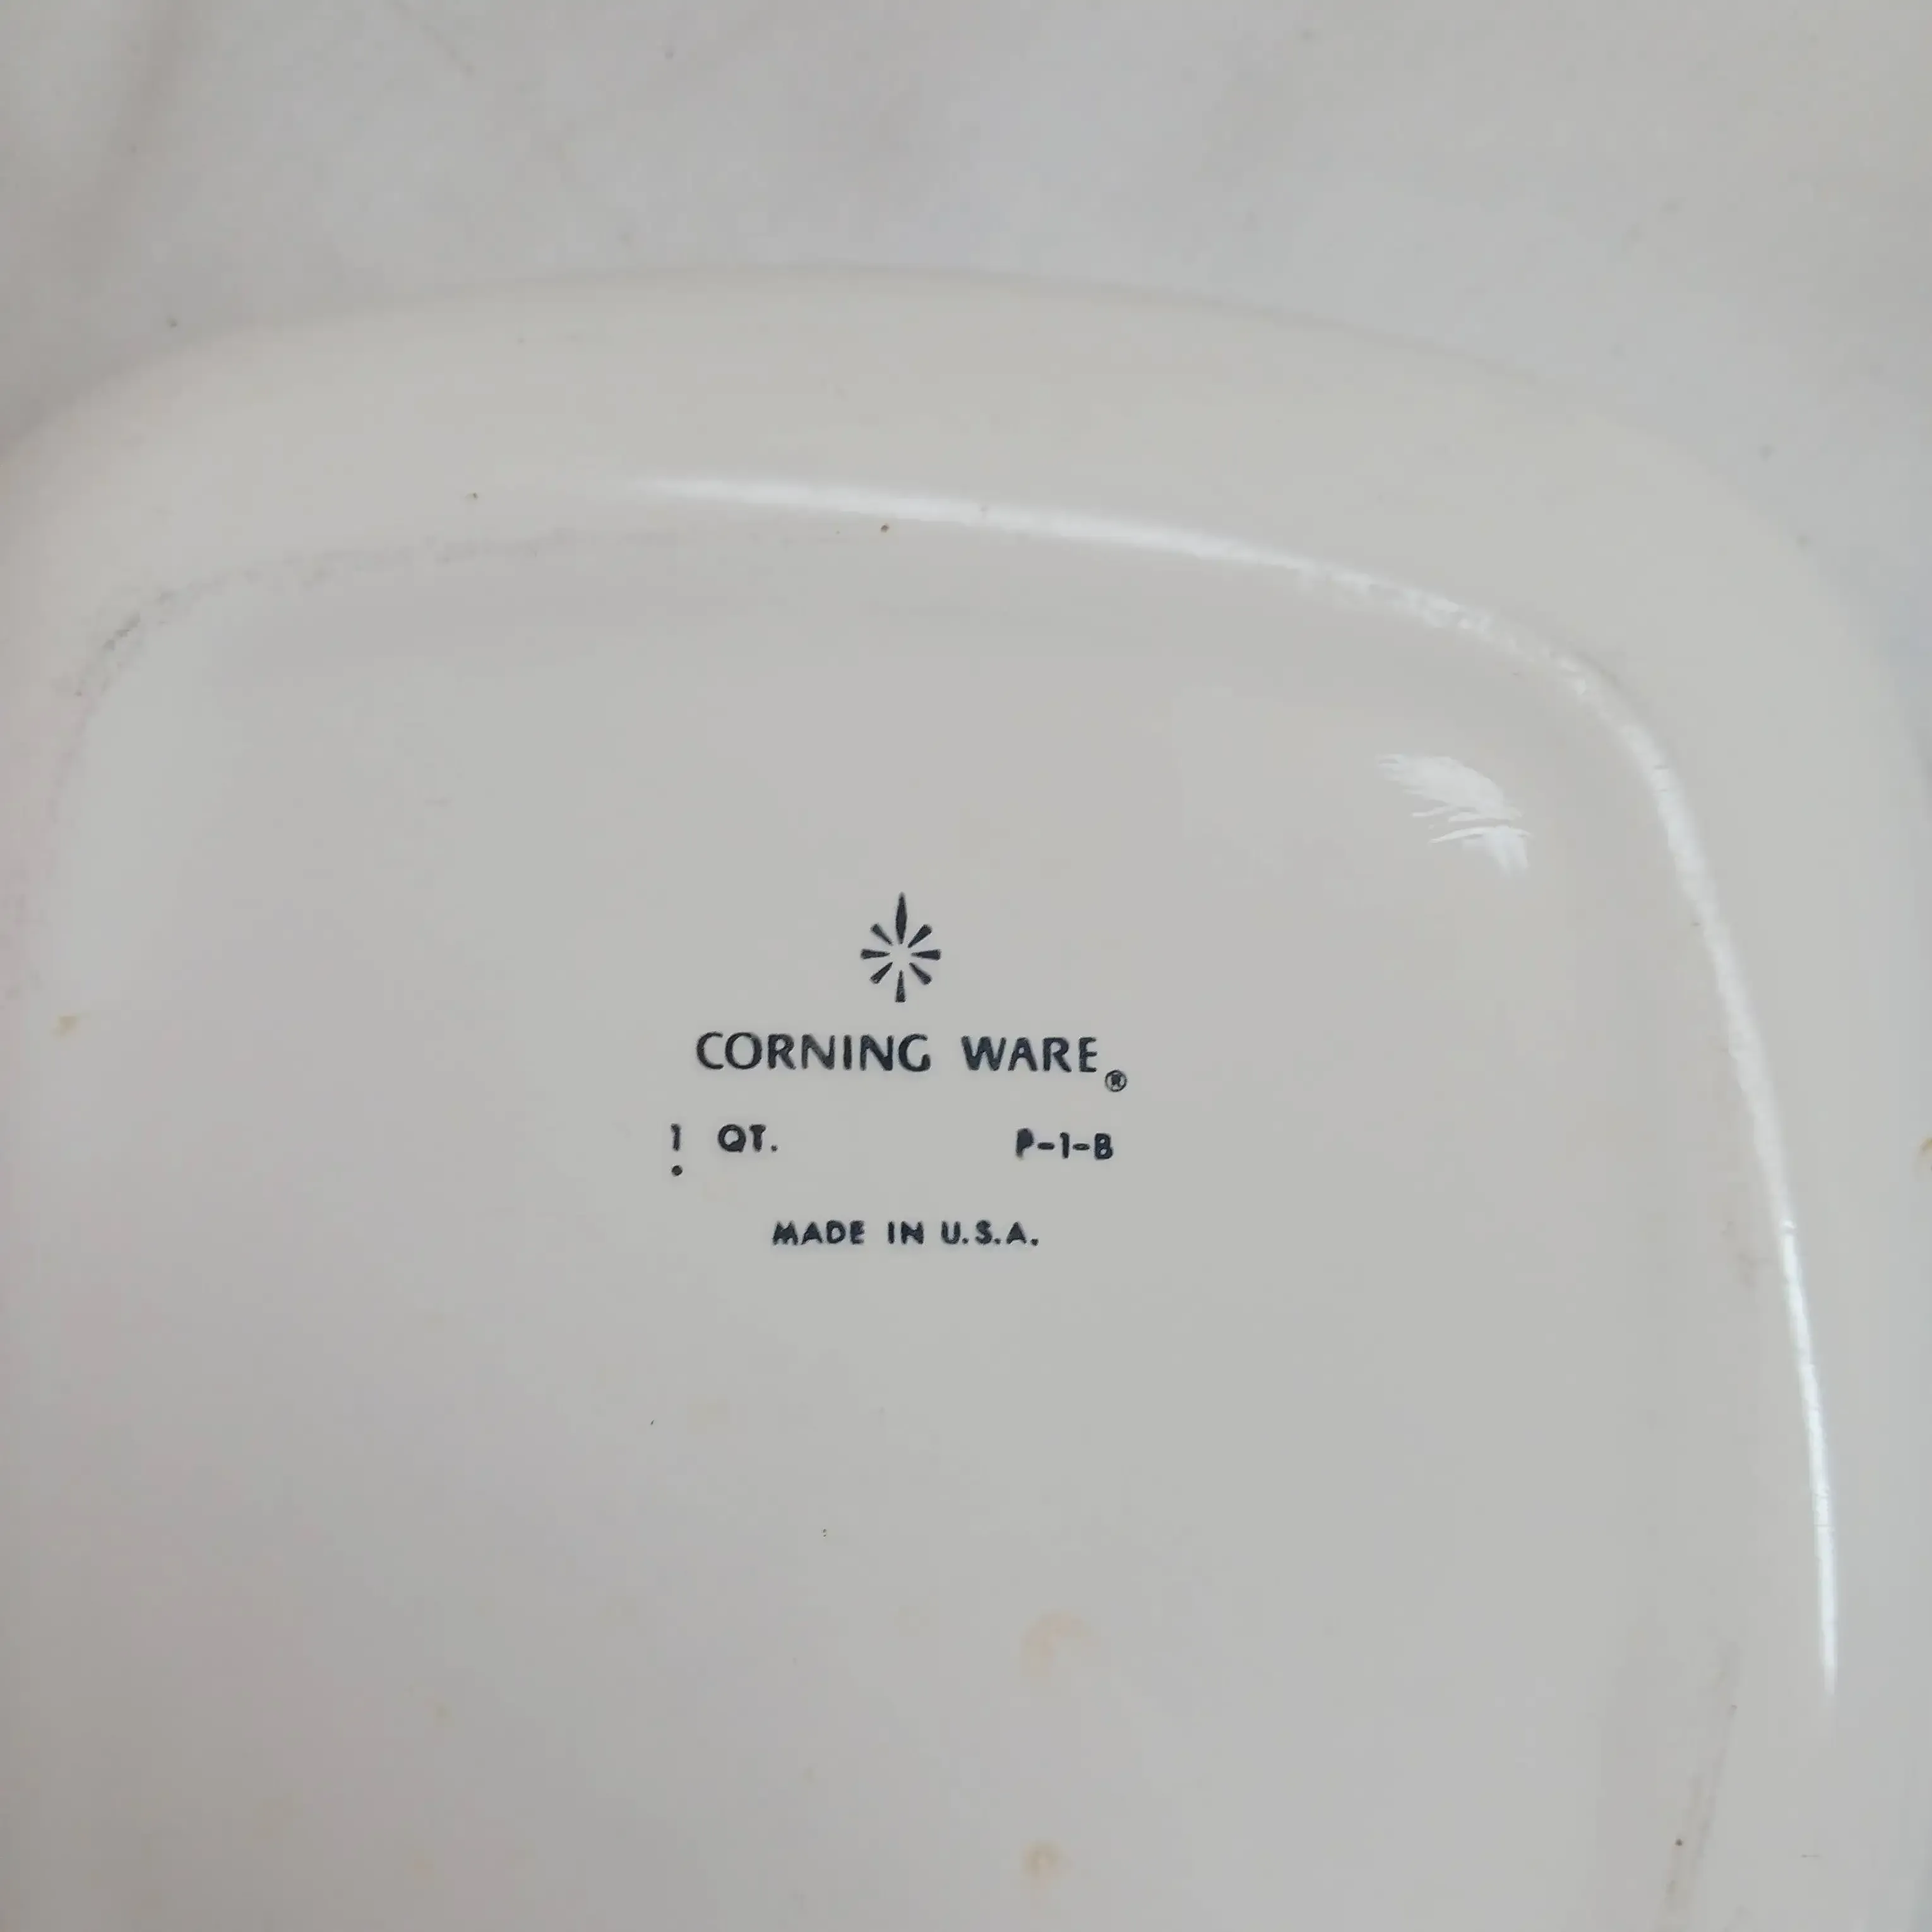 CORNING WARE®
1 QT. P-1-B
MADE IN U.S.A.